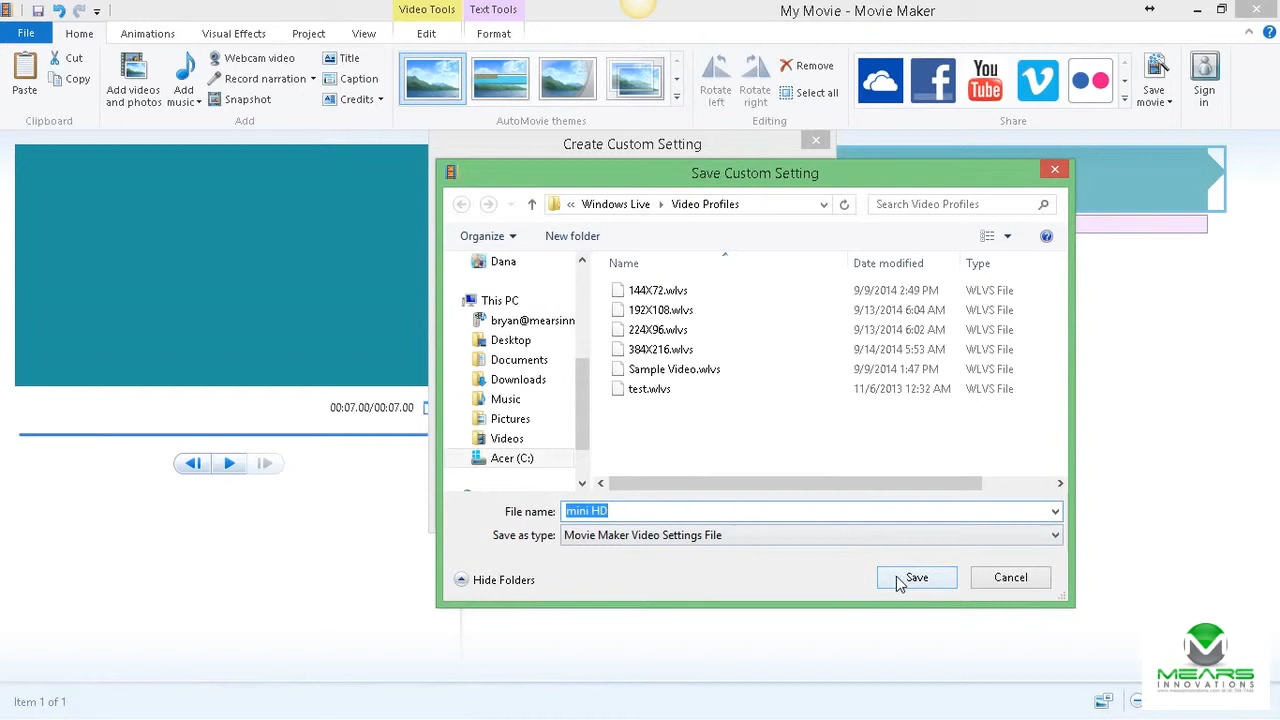 Video Tools
Text Tools
My Movie - Movie Maker
File
Home
Animations
Visual Effects
Project
View
Edit
Format
Paste
Cut
Copy
Clipboard
Add videos
and photos
Add
music
Webcam video
Record narration
Snapshot
Title
Caption
Credits
Add
AutoMovie themes
Rotate
left
Rotate
right
Remove
Select all
Editing
You
Tube
Share
Save
movie
Sign
in
Create Custom Setting
Save Custom Setting
« Windows Live
Video Profiles
Search Video Profiles
Organize
New folder
Name
Date modified
Type
Dana
This PC
bryan@mearsinn
Desktop
Documents
Downloads
Music
Pictures
Videos
Acer (C:)
144X72.wlvs 9/9/2014 2:49 PM WLVS File
192X108.wlvs 9/13/2014 6:04 AM WLVS File
224X96.wlvs 9/13/2014 6:02 AM WLVS File
384X216.wlvs 9/14/2014 5:53 AM WLVS File
Sample Video.wlvs 9/9/2014 1:47 PM WLVS File
test.wlvs 11/6/2013 12:32 AM WLVS File
File name: mini HD
Save as type: Movie Maker Video Settings File
Hide Folders
Save
Cancel
00:07.00/00:07.00
Item 1 of 1
MEARS
INNOVATIONS